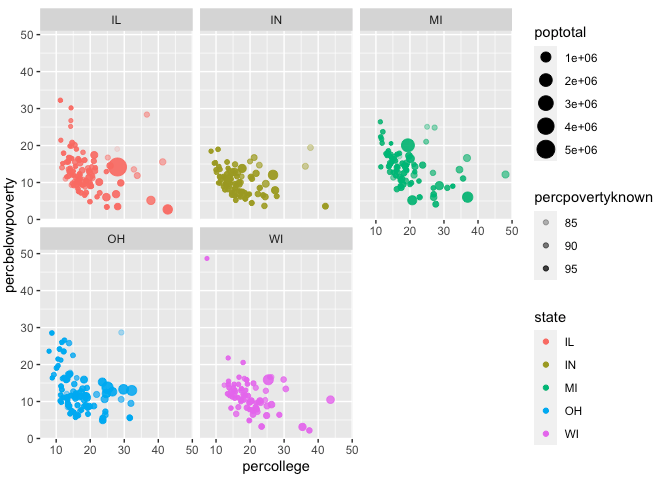 IL IN MI
50
40
30
20
10
0
10 20 30 40 50
OH WI
50
40
30
20
10
0
10 20 30 40 50 10 20 30 40 50
percollege
percbelowpoverty
poptotal
1e+06
2e+06
3e+06
4e+06
5e+06
percpovertyknown
85
90
95
state
IL
IN
MI
OH
WI